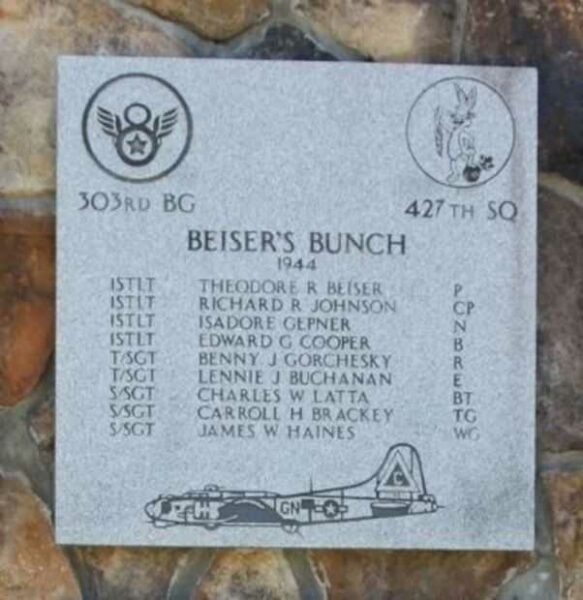 303RD BG
427TH SQ
BEISER'S BUNCH
1944
1STLT THEODORE R BEISER P
1STLT RICHARD R JOHNSON CP
1STLT ISADORE GEPNER N
1STLT EDWARD G COOPER B
T/SGT BENNY J GORCHESKY R
T/SGT LENNIE J BUCHANAN E
S/SGT CHARLES W LATTA BT
S/SGT CARROLL H BRACKEY TG
S/SGT JAMES W HAINES WG
C
GN